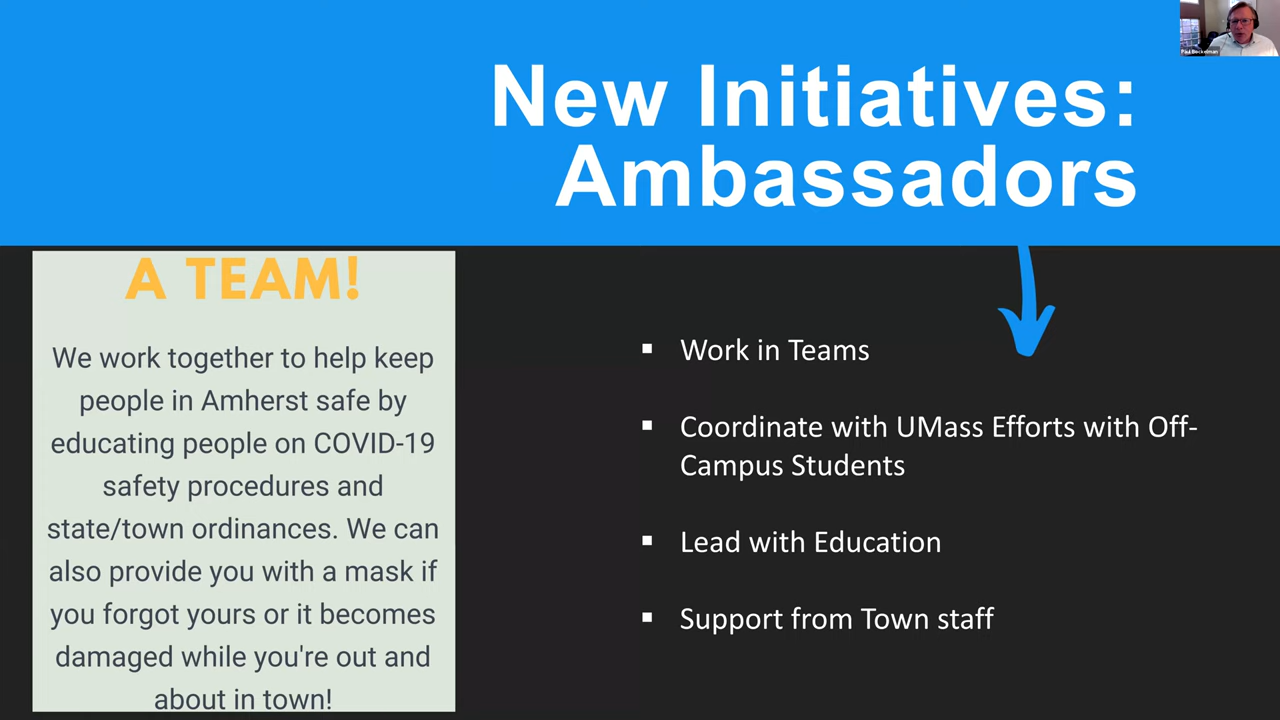 New Initiatives:
Ambassadors
Paul Bockelman
A TEAM!
We work together to help keep
people in Amherst safe by
educating people on COVID-19
safety procedures and
state/town ordinances. We can
also provide you with a mask if
you forgot yours or it becomes
damaged while you're out and
about in town!
▪ Work in Teams
▪ Coordinate with UMass Efforts with Off-
Campus Students
▪ Lead with Education
▪ Support from Town staff